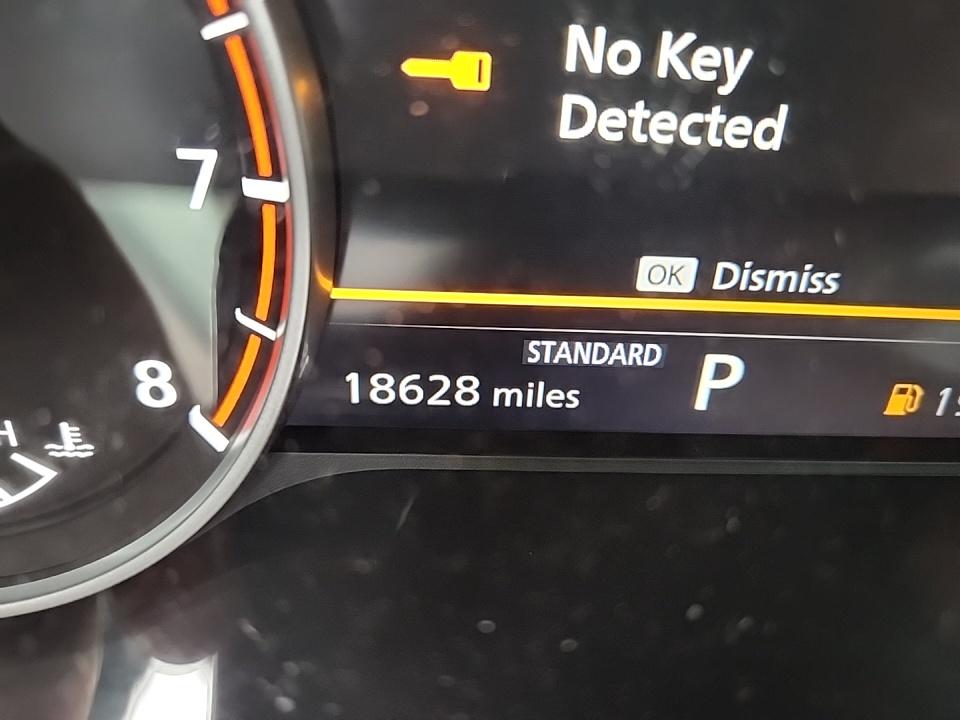 No Key
Detected
7
OK Dismiss
STANDARD
8
18628 miles
P
H